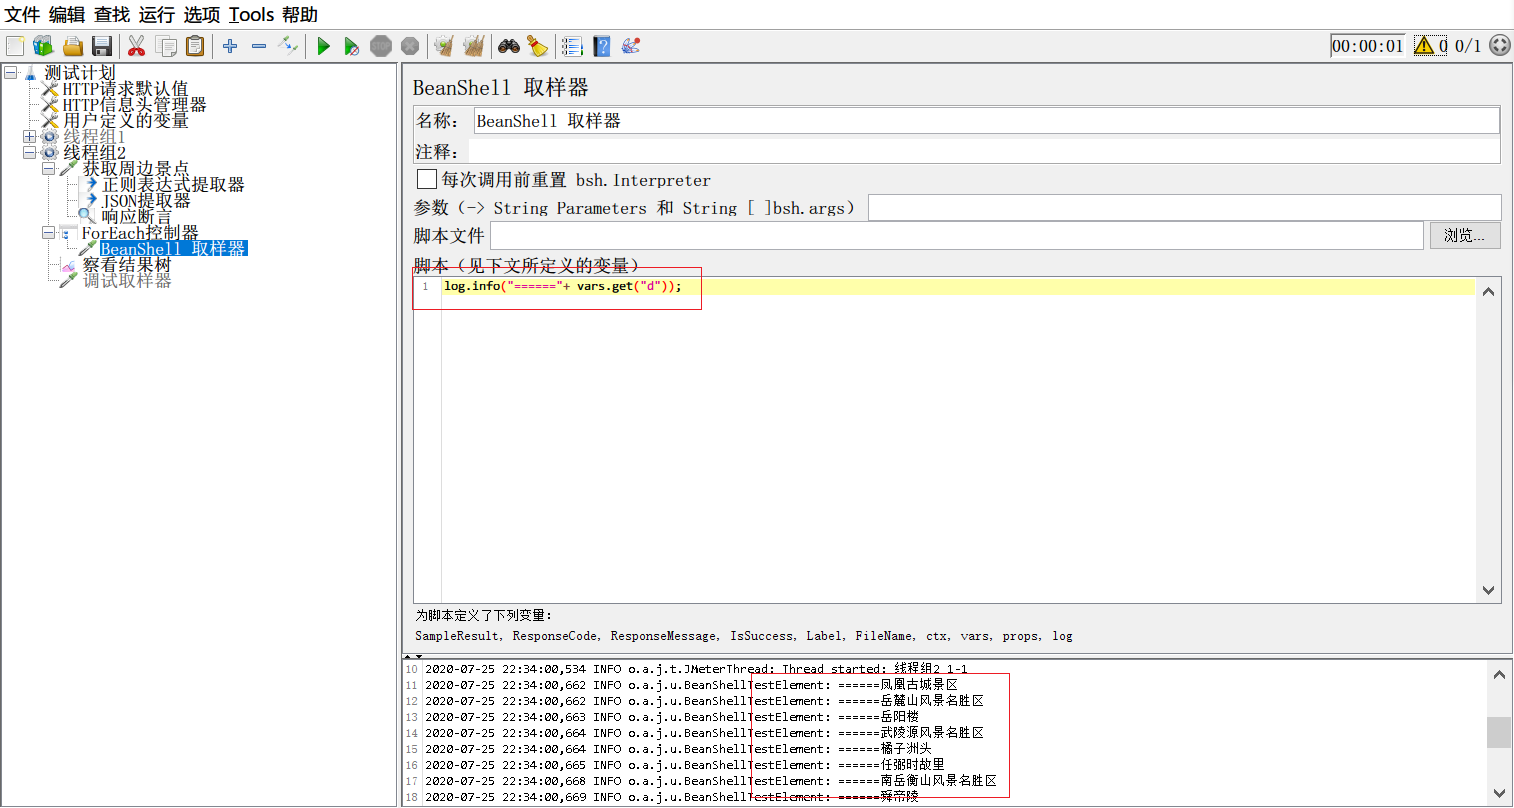 文件 编辑 查找 运行 选项 Tools 帮助
00:00:01 0 0/1
测试计划
HTTP请求默认值
HTTP信息头管理器
用户定义的变量
线程组1
线程组2
获取周边景点
正则表达式提取器
JSON提取器
响应断言
ForEach控制器
BeanShell 取样器
察看结果树
调试取样器
BeanShell 取样器
名称: BeanShell 取样器
注释:
每次调用前重置 bsh.Interpreter
参数 (-> String Parameters 和 String [ ]bsh.args)
脚本文件 浏览...
脚本 (见下文所定义的变量)
1 log.info("======"+ vars.get("d"));
为脚本定义了下列变量:
SampleResult, ResponseCode, ResponseMessage, IsSuccess, Label, FileName, ctx, vars, props, log
10 2020-07-25 22:34:00,534 INFO o.a.j.t.JMeterThread: Thread started: 线程组2 1-1
11 2020-07-25 22:34:00,662 INFO o.a.j.u.BeanShellTestElement: ======凤凰古城景区
12 2020-07-25 22:34:00,662 INFO o.a.j.u.BeanShellTestElement: ======岳麓山风景名胜区
13 2020-07-25 22:34:00,663 INFO o.a.j.u.BeanShellTestElement: ======岳阳楼
14 2020-07-25 22:34:00,664 INFO o.a.j.u.BeanShellTestElement: ======武陵源风景名胜区
15 2020-07-25 22:34:00,664 INFO o.a.j.u.BeanShellTestElement: ======橘子洲头
16 2020-07-25 22:34:00,665 INFO o.a.j.u.BeanShellTestElement: ======任弼时故里
17 2020-07-25 22:34:00,668 INFO o.a.j.u.BeanShellTestElement: ======南岳衡山风景名胜区
18 2020-07-25 22:34:00,669 INFO o.a.j.u.BeanShellTestElement: ======舜帝陵